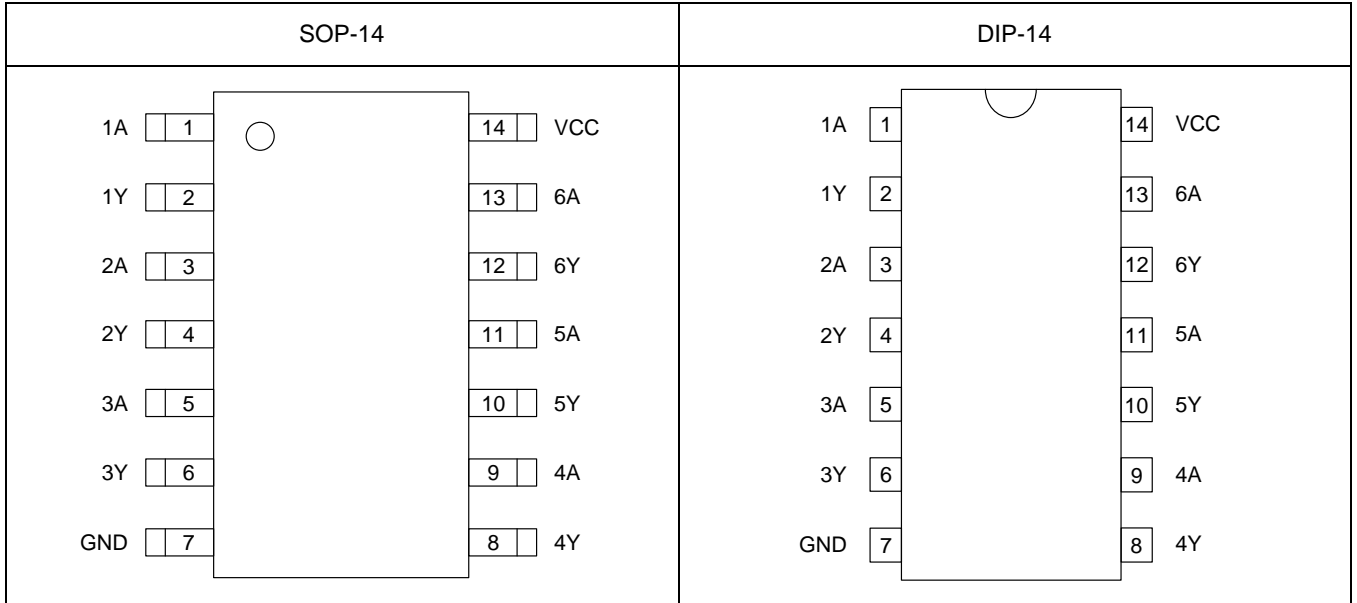 SOP-14
DIP-14
1A 1 14 VCC
1Y 2 13 6A
2A 3 12 6Y
2Y 4 11 5A
3A 5 10 5Y
3Y 6 9 4A
GND 7 8 4Y
1A 1 14 VCC
1Y 2 13 6A
2A 3 12 6Y
2Y 4 11 5A
3A 5 10 5Y
3Y 6 9 4A
GND 7 8 4Y